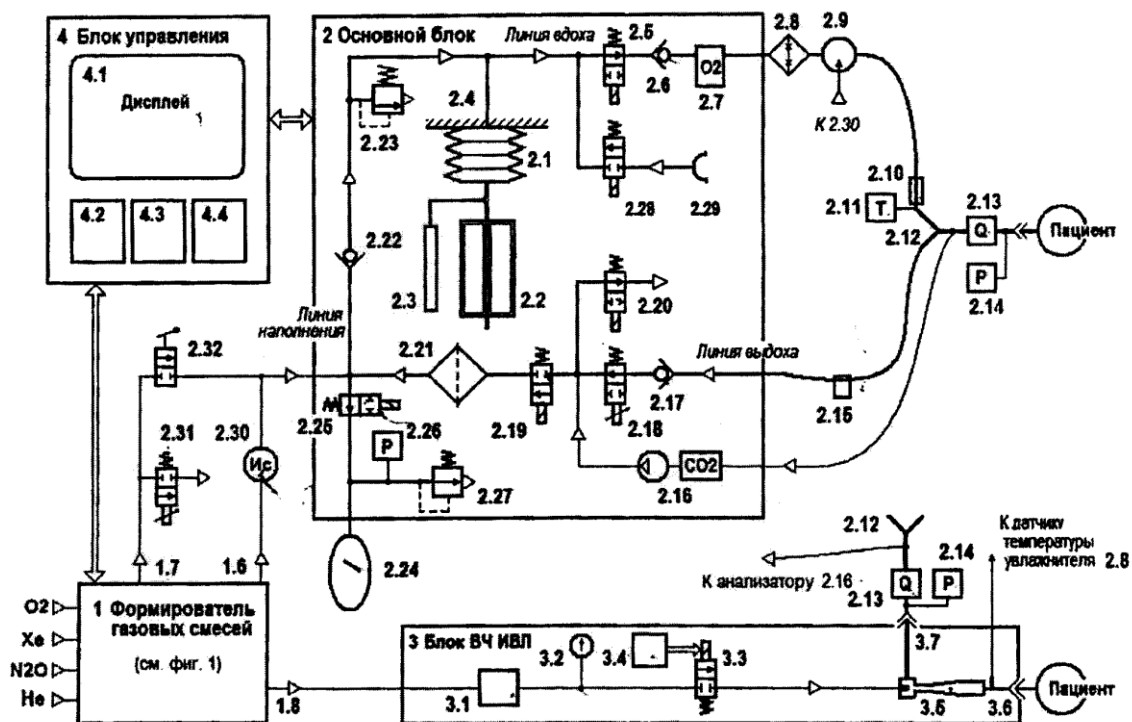 4 Блок управления
4.1
Дисплей
4.2
4.3
4.4
2 Основной блок
Линия вдоха
2.5
2.6
O2
2.7
2.8
2.9
К 2.30
2.4
2.23
2.1
2.28
2.29
2.10
2.11
T
2.12
2.13
Q
P
2.14
Пациент
2.22
2.3
2.2
2.20
Линия
наполнения
2.32
2.21
Линия выдоха
2.17
2.15
2.31
2.30
Ис
2.25
2.26
P
2.19
2.18
2.27
CO2
2.16
2.24
1.7
1.6
2.12
К анализатору 2.16
2.14
Q
P
2.13
К датчику
температуры
увлажнителя 2.8
O2
Xe
N2O
He
1 Формирователь
газовых смесей
(см. фиг. 1)
1.8
3 Блок ВЧ ИВЛ
3.1
3.2
3.4
3.3
3.7
3.5
3.6
Пациент